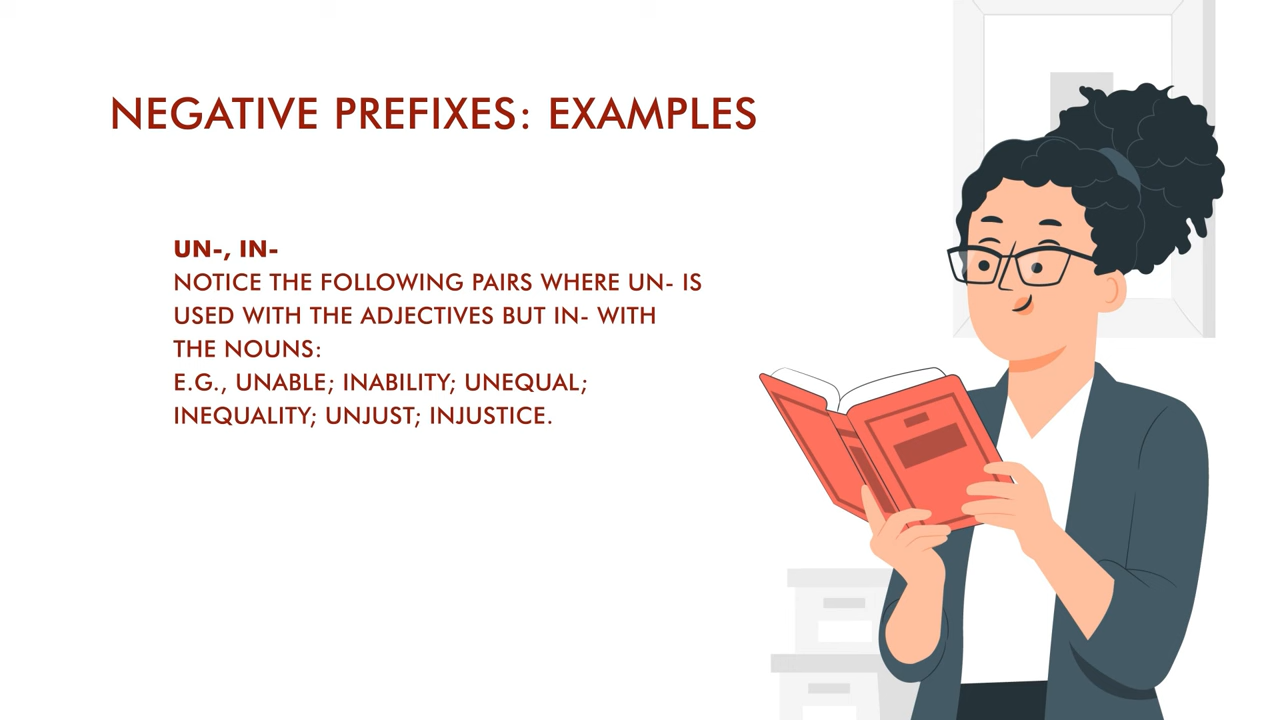 NEGATIVE PREFIXES: EXAMPLES
UN-, IN-
NOTICE THE FOLLOWING PAIRS WHERE UN- IS
USED WITH THE ADJECTIVES BUT IN- WITH
THE NOUNS:
E.G., UNABLE; INABILITY; UNEQUAL;
INEQUALITY; UNJUST; INJUSTICE.